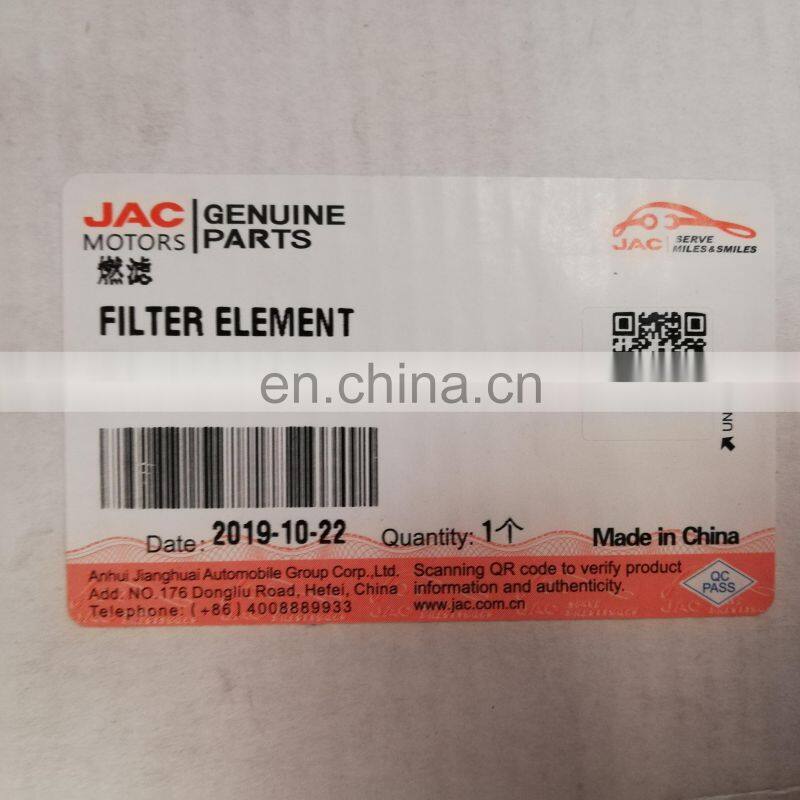 JAC MOTORS
GENUINE PARTS
JAC
SERVE
MILES&SMILES
燃滤
FILTER ELEMENT
en.china.cn
UN
Date: 2019-10-22
Quantity: 1个
Made in China
Anhui Jianghuai Automobile Group Corp.,Ltd.
Add: NO.176 Dongliu Road, Hefei, China
Telephone: (+86) 4008889933
Scanning QR code to verify product
information and authenticity.
www.jac.com.cn
QC
PASS